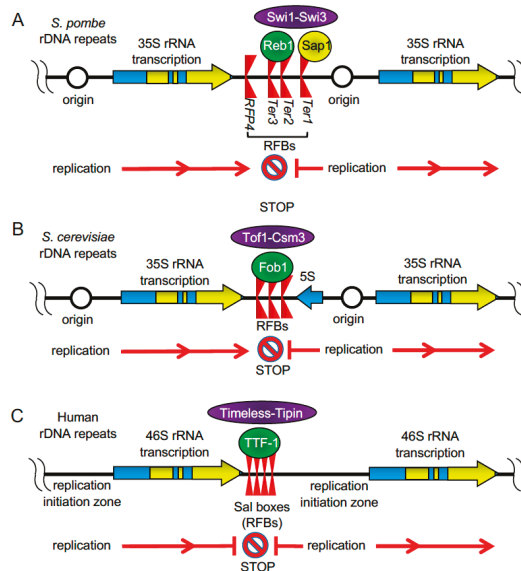 A
S. pombe
rDNA repeats
35S rRNA
transcription
Swi1-Swi3
Reb1
Sap1
35S rRNA
transcription
origin
RFP4
Ter3
Ter2
Ter1
origin
RFBs
replication
replication
STOP
B
S. cerevisiae
rDNA repeats
35S rRNA
transcription
Tof1-Csm3
Fob1
5S
35S rRNA
transcription
origin
RFBs
origin
replication
replication
STOP
C
Human
rDNA repeats
46S rRNA
transcription
Timeless-Tipin
TTF-1
46S rRNA
transcription
replication
initiation zone
Sal boxes
(RFBs)
replication
initiation zone
replication
replication
STOP